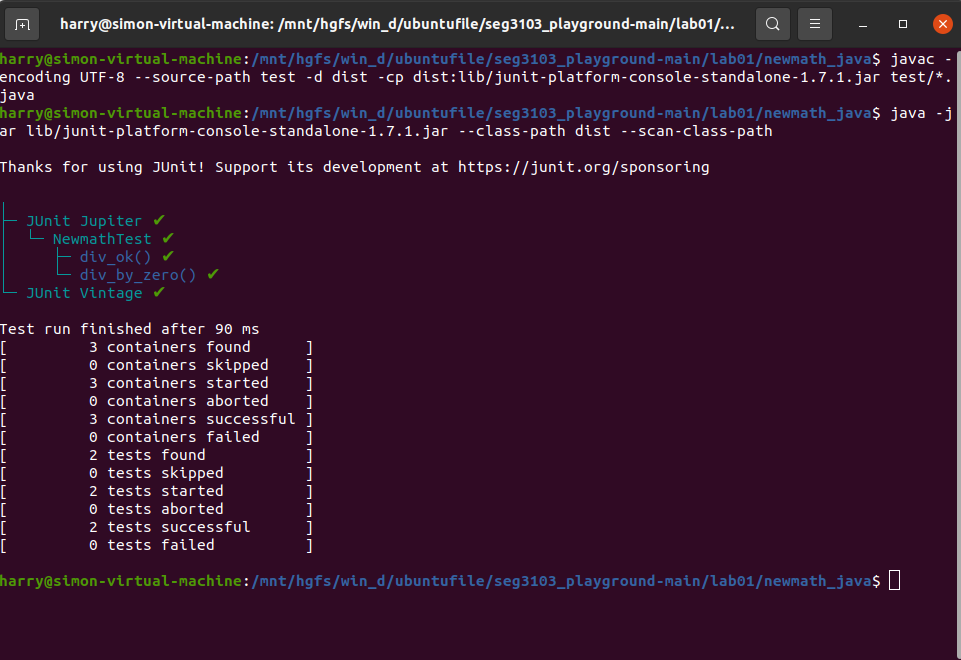 harry@simon-virtual-machine: /mnt/hgfs/win_d/ubuntufile/seg3103_playground-main/lab01/...
harry@simon-virtual-machine:/mnt/hgfs/win_d/ubuntufile/seg3103_playground-main/lab01/newmath_java$ javac -
encoding UTF-8 --source-path test -d dist -cp dist:lib/junit-platform-console-standalone-1.7.1.jar test/*.
java
harry@simon-virtual-machine:/mnt/hgfs/win_d/ubuntufile/seg3103_playground-main/lab01/newmath_java$ java -j
ar lib/junit-platform-console-standalone-1.7.1.jar --class-path dist --scan-class-path
Thanks for using JUnit! Support its development at https://junit.org/sponsoring
├─ JUnit Jupiter ✔
│  └─ NewmathTest ✔
│     ├─ div_ok() ✔
│     └─ div_by_zero() ✔
└─ JUnit Vintage ✔
Test run finished after 90 ms
[         3 containers found      ]
[         0 containers skipped    ]
[         3 containers started    ]
[         0 containers aborted    ]
[         3 containers successful ]
[         0 containers failed     ]
[         2 tests found           ]
[         0 tests skipped         ]
[         2 tests started         ]
[         0 tests aborted         ]
[         2 tests successful      ]
[         0 tests failed          ]
harry@simon-virtual-machine:/mnt/hgfs/win_d/ubuntufile/seg3103_playground-main/lab01/newmath_java$